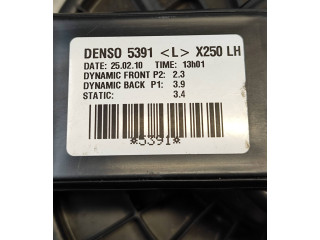 DENSO 5391 <L> X250 LH
DATE: 25.02.10 TIME: 13h01
DYNAMIC FRONT P2: 2.3
DYNAMIC BACK P1: 3.9
STATIC: 3.4
*5391*